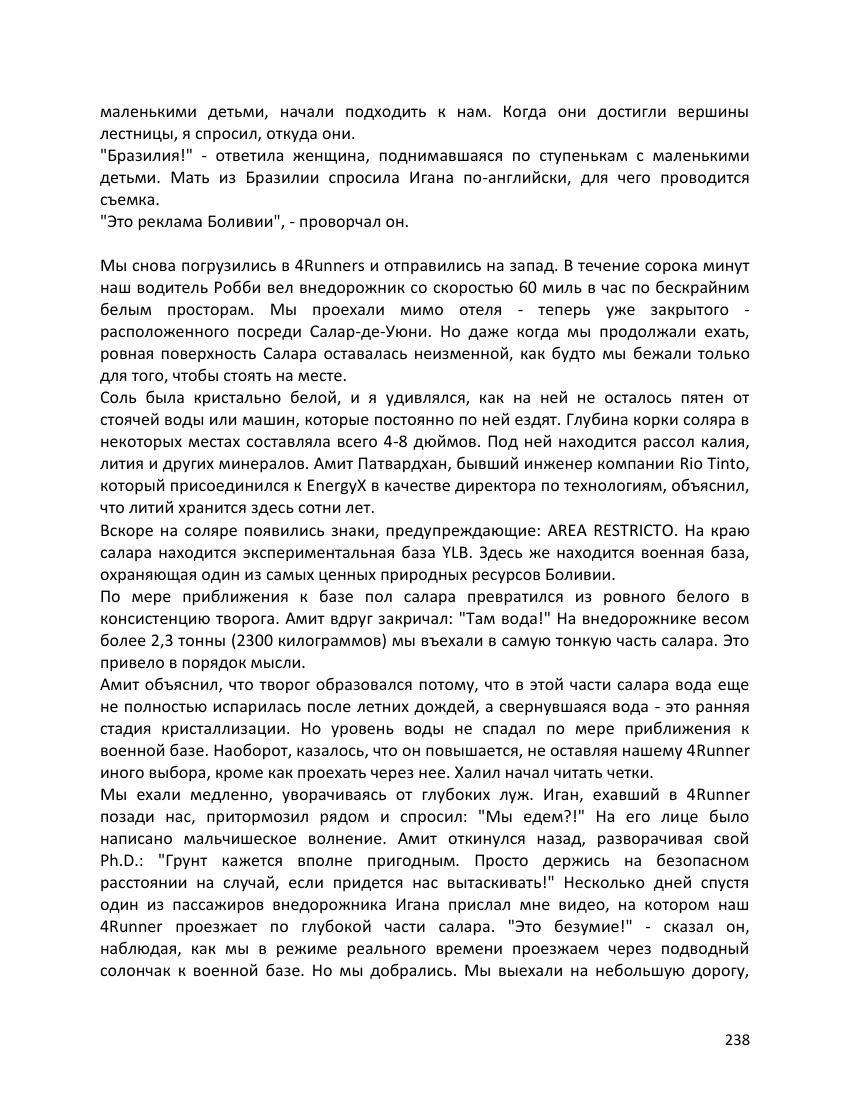 маленькими детьми, начали подходить к нам. Когда они достигли вершины
лестницы, я спросил, откуда они.
"Бразилия!" - ответила женщина, поднимавшаяся по ступенькам с маленькими
детьми. Мать из Бразилии спросила Игана по-английски, для чего проводится
съемка.
"Это реклама Боливии", - проворчал он.
Мы снова погрузились в 4Runners и отправились на запад. В течение сорока минут
наш водитель Робби вел внедорожник со скоростью 60 миль в час по бескрайним
белым просторам. Мы проехали мимо отеля - теперь уже закрытого -
расположенного посреди Салар-де-Уюни. Но даже когда мы продолжали ехать,
ровная поверхность Салара оставалась неизменной, как будто мы бежали только
для того, чтобы стоять на месте.
Соль была кристально белой, и я удивлялся, как на ней не осталось пятен от
стоячей воды или машин, которые постоянно по ней ездят. Глубина корки соляра в
некоторых местах составляла всего 4-8 дюймов. Под ней находится рассол калия,
лития и других минералов. Амит Патвардхан, бывший инженер компании Rio Tinto,
который присоединился к EnergyX в качестве директора по технологиям, объяснил,
что литий хранится здесь сотни лет.
Вскоре на соляре появились знаки, предупреждающие: AREA RESTRICTO. На краю
салара находится экспериментальная база YLB. Здесь же находится военная база,
охраняющая один из самых ценных природных ресурсов Боливии.
По мере приближения к базе пол салара превратился из ровного белого в
консистенцию творога. Амит вдруг закричал: "Там вода!" На внедорожнике весом
более 2,3 тонны (2300 килограммов) мы въехали в самую тонкую часть салара. Это
привело в порядок мысли.
Амит объяснил, что творог образовался потому, что в этой части салара вода еще
не полностью испарилась после летних дождей, а свернувшаяся вода - это ранняя
стадия кристаллизации. Но уровень воды не спадал по мере приближения к
военной базе. Наоборот, казалось, что он повышается, не оставляя нашему 4Runner
иного выбора, кроме как проехать через нее. Халил начал читать четки.
Мы ехали медленно, уворачиваясь от глубоких луж. Иган, ехавший в 4Runner
позади нас, притормозил рядом и спросил: "Мы едем?!" На его лице было
написано мальчишеское волнение. Амит откинулся назад, разворачивая свой
Ph.D.: "Грунт кажется вполне пригодным. Просто держись на безопасном
расстоянии на случай, если придется нас вытаскивать!" Несколько дней спустя
один из пассажиров внедорожника Игана прислал мне видео, на котором наш
4Runner проезжает по глубокой части салара. "Это безумие!" - сказал он,
наблюдая, как мы в режиме реального времени проезжаем через подводный
солончак к военной базе. Но мы добрались. Мы выехали на небольшую дорогу,
238